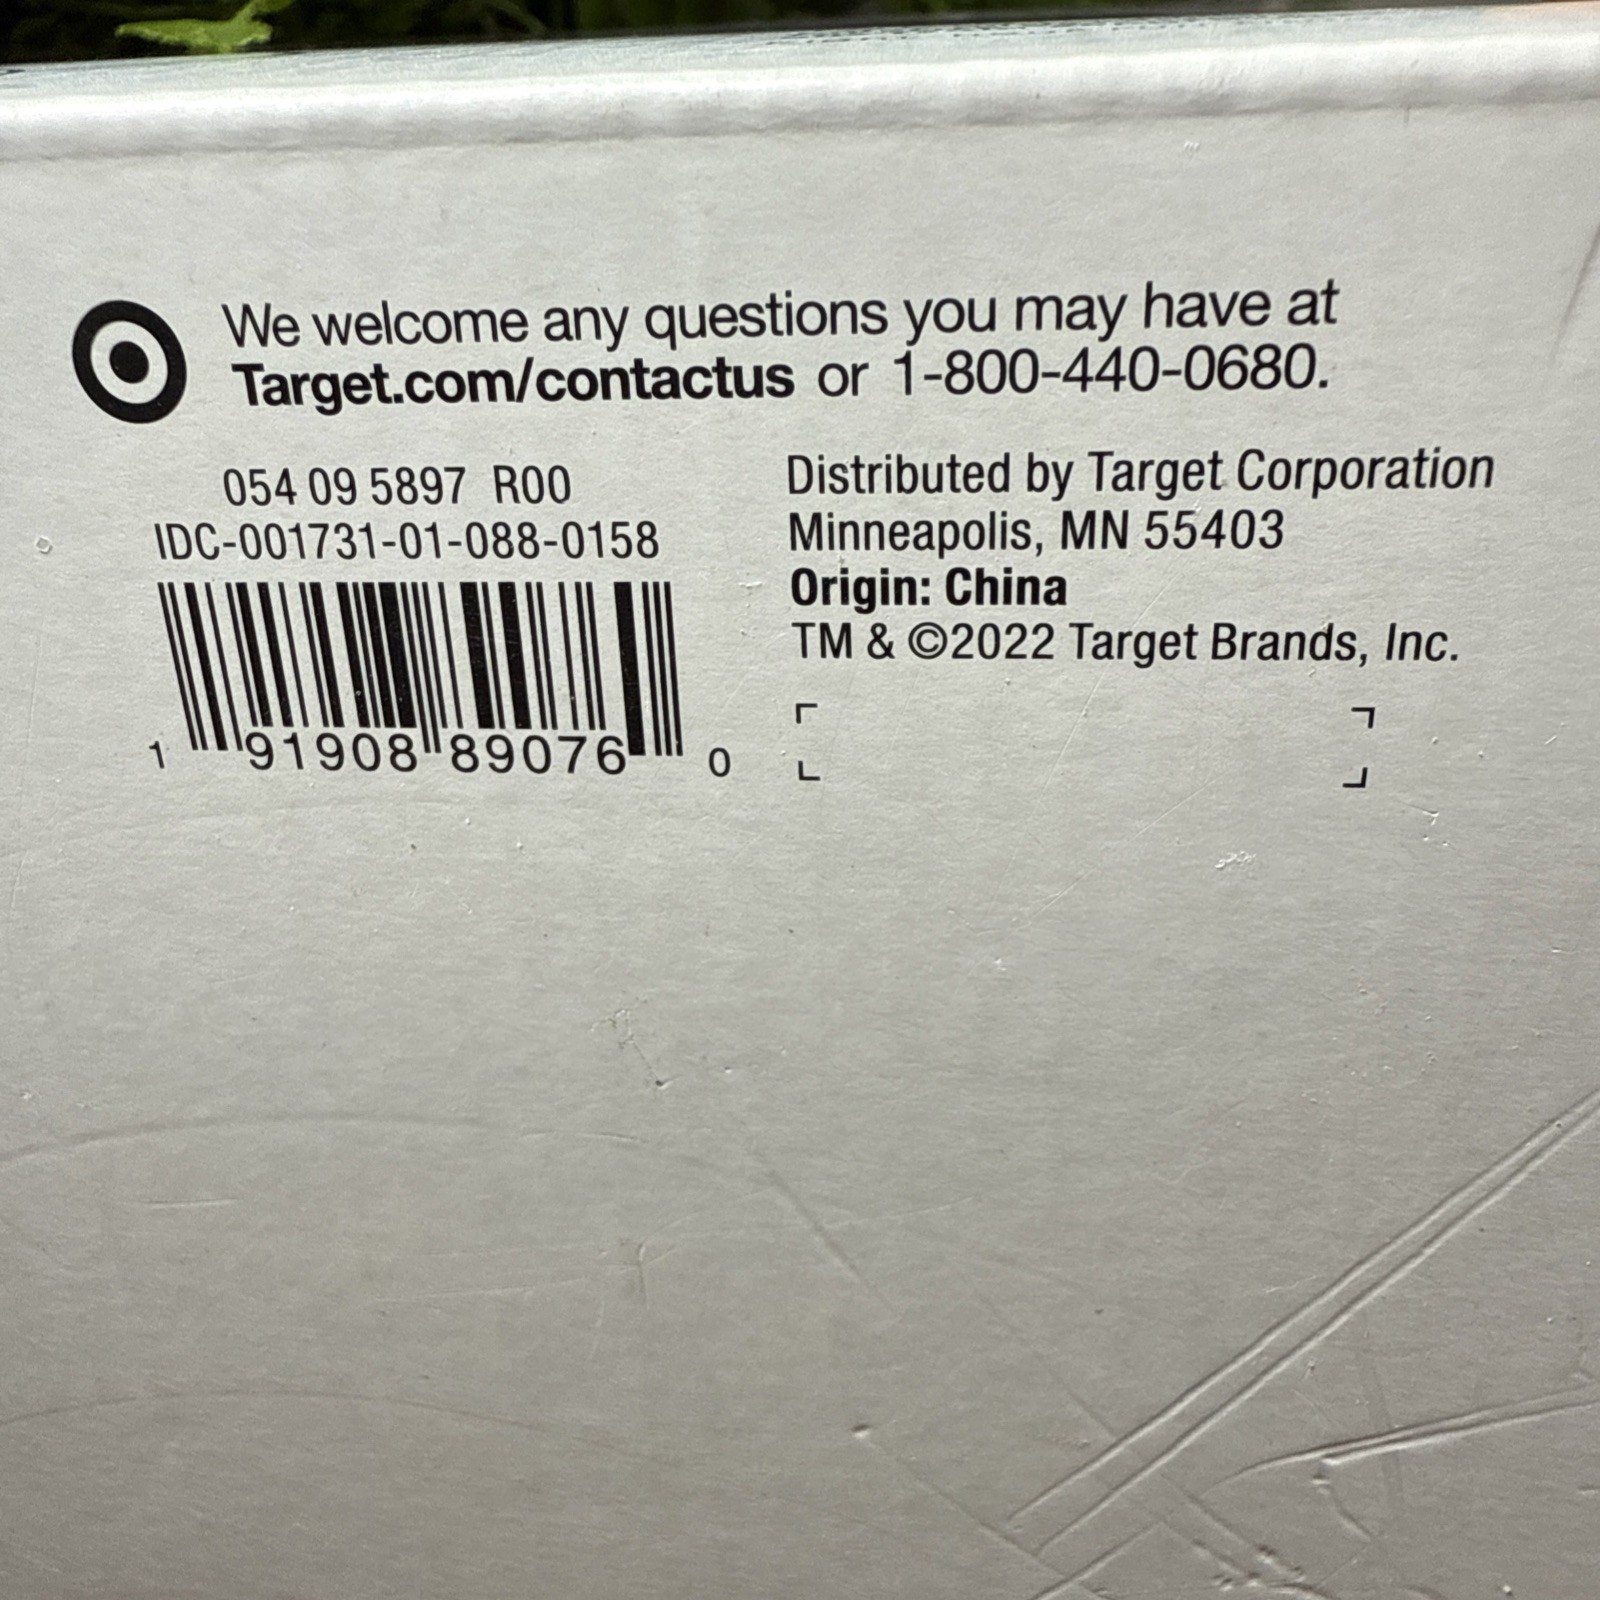 We welcome any questions you may have at
Target.com/contactus or 1-800-440-0680.
054 09 5897 R00
IDC-001731-01-088-0158
1 91908 89076 0
Distributed by Target Corporation
Minneapolis, MN 55403
Origin: China
TM & ©2022 Target Brands, Inc.